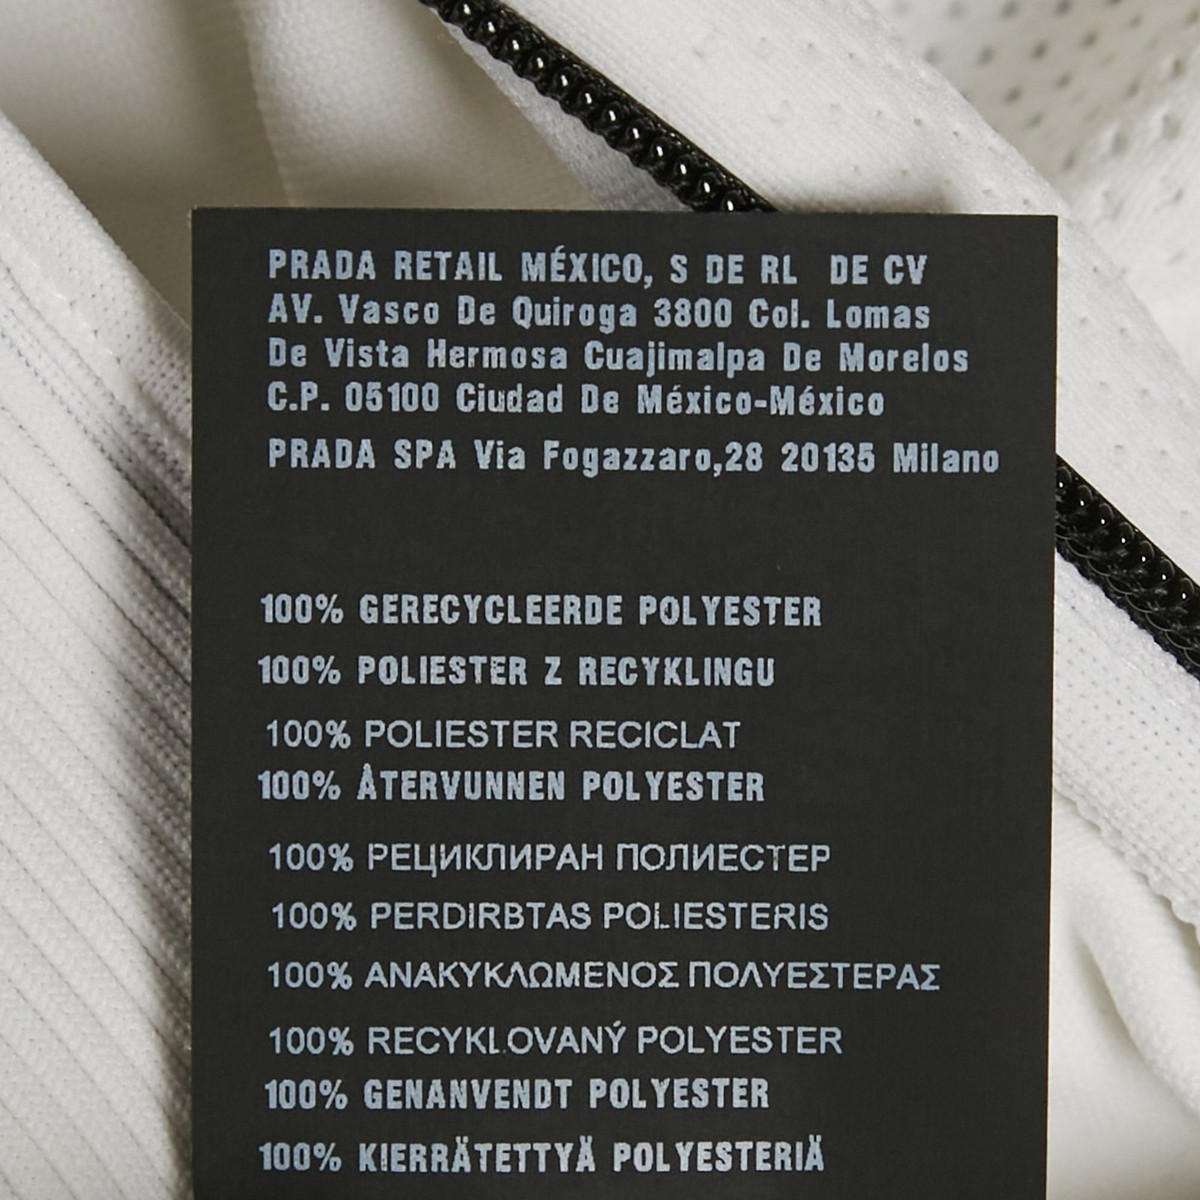 PRADA RETAIL MÉXICO, S DE RL DE CV
AV. Vasco De Quiroga 3800 Col. Lomas
De Vista Hermosa Cuajimalpa De Morelos
C.P. 05100 Ciudad De México-México
PRADA SPA Via Fogazzaro,28 20135 Milano
100% GERECYCLEERDE POLYESTER
100% POLIESTER Z RECYKLINGU
100% POLIESTER RECICLAT
100% ÅTERVUNNEN POLYESTER
100% РЕЦИКЛИРАН ПОЛИЕСТЕР
100% PERDIRBTAS POLIESTERIS
100% ΑΝΑΚΥΚΛΩΜΕΝΟΣ ΠΟΛΥΕΣΤΕΡΑΣ
100% RECYKLOVANÝ POLYESTER
100% GENANVENDT POLYESTER
100% KIERRÄTETTYÄ POLYESTERIÄ